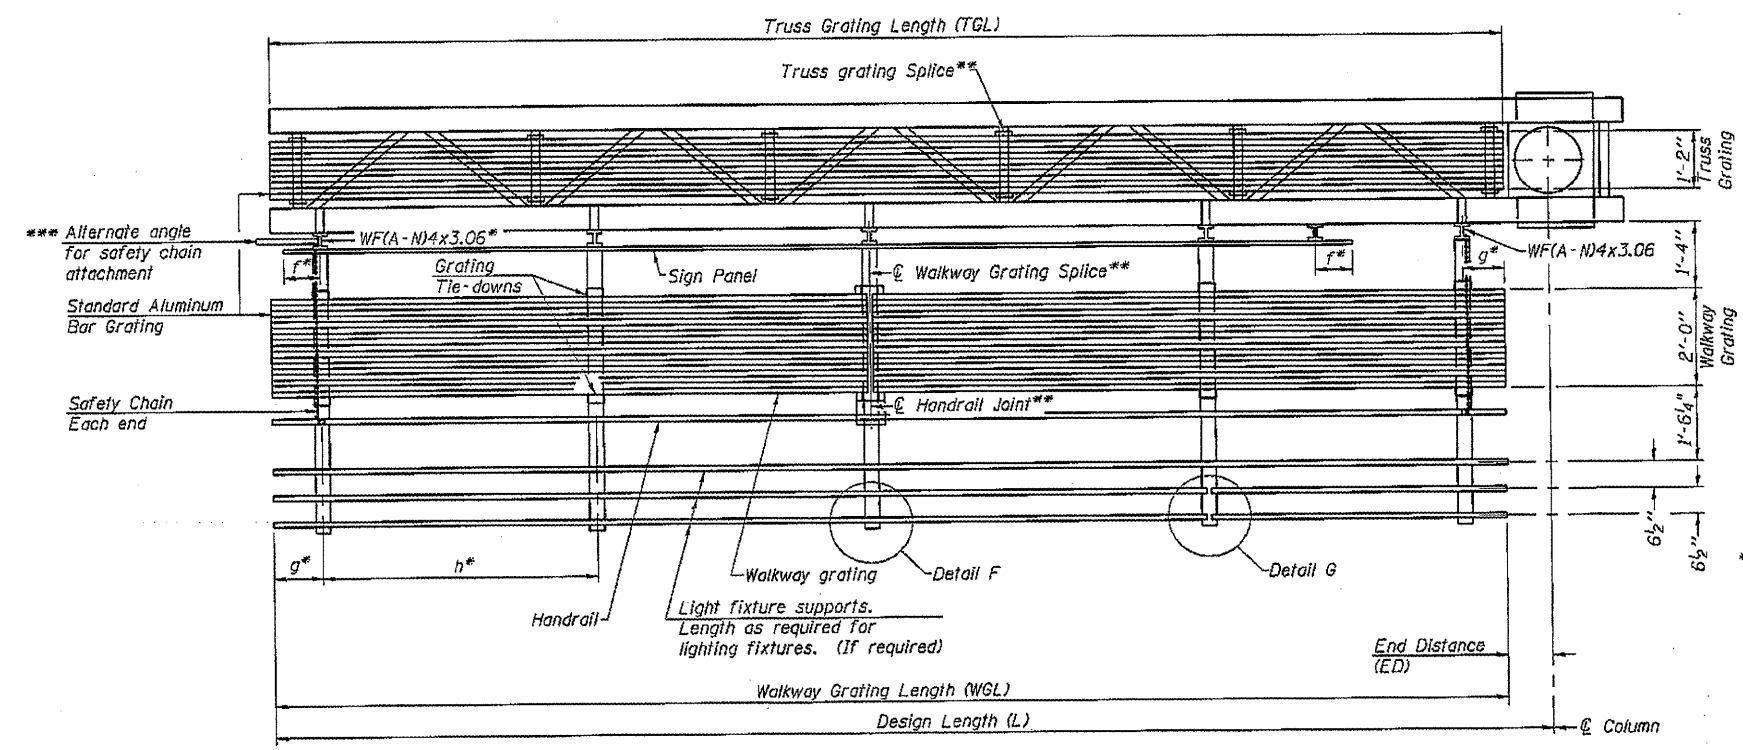 Truss Grating Length (TGL)
Truss grating Splice**
1'-2"
Truss
Grating
*** Alternate angle
for safety chain
attachment
WF(A-N)4x3.06*
WF(A-N)4x3.06
f*
Grating
Tie-downs
Sign Panel
℄ Walkway Grating Splice**
f*
g*
1'-4"
Standard Aluminum
Bar Grating
2'-0"
Walkway
Grating
Safety Chain
Each end
℄ Handrail Joint**
1'-6¼"
6½"
6½"
*
g*
h*
Walkway grating
Detail F
Detail G
Handrail
Light fixture supports.
Length as required for
lighting fixtures. (If required)
End Distance
(ED)
Walkway Grating Length (WGL)
Design Length (L)
℄ Column